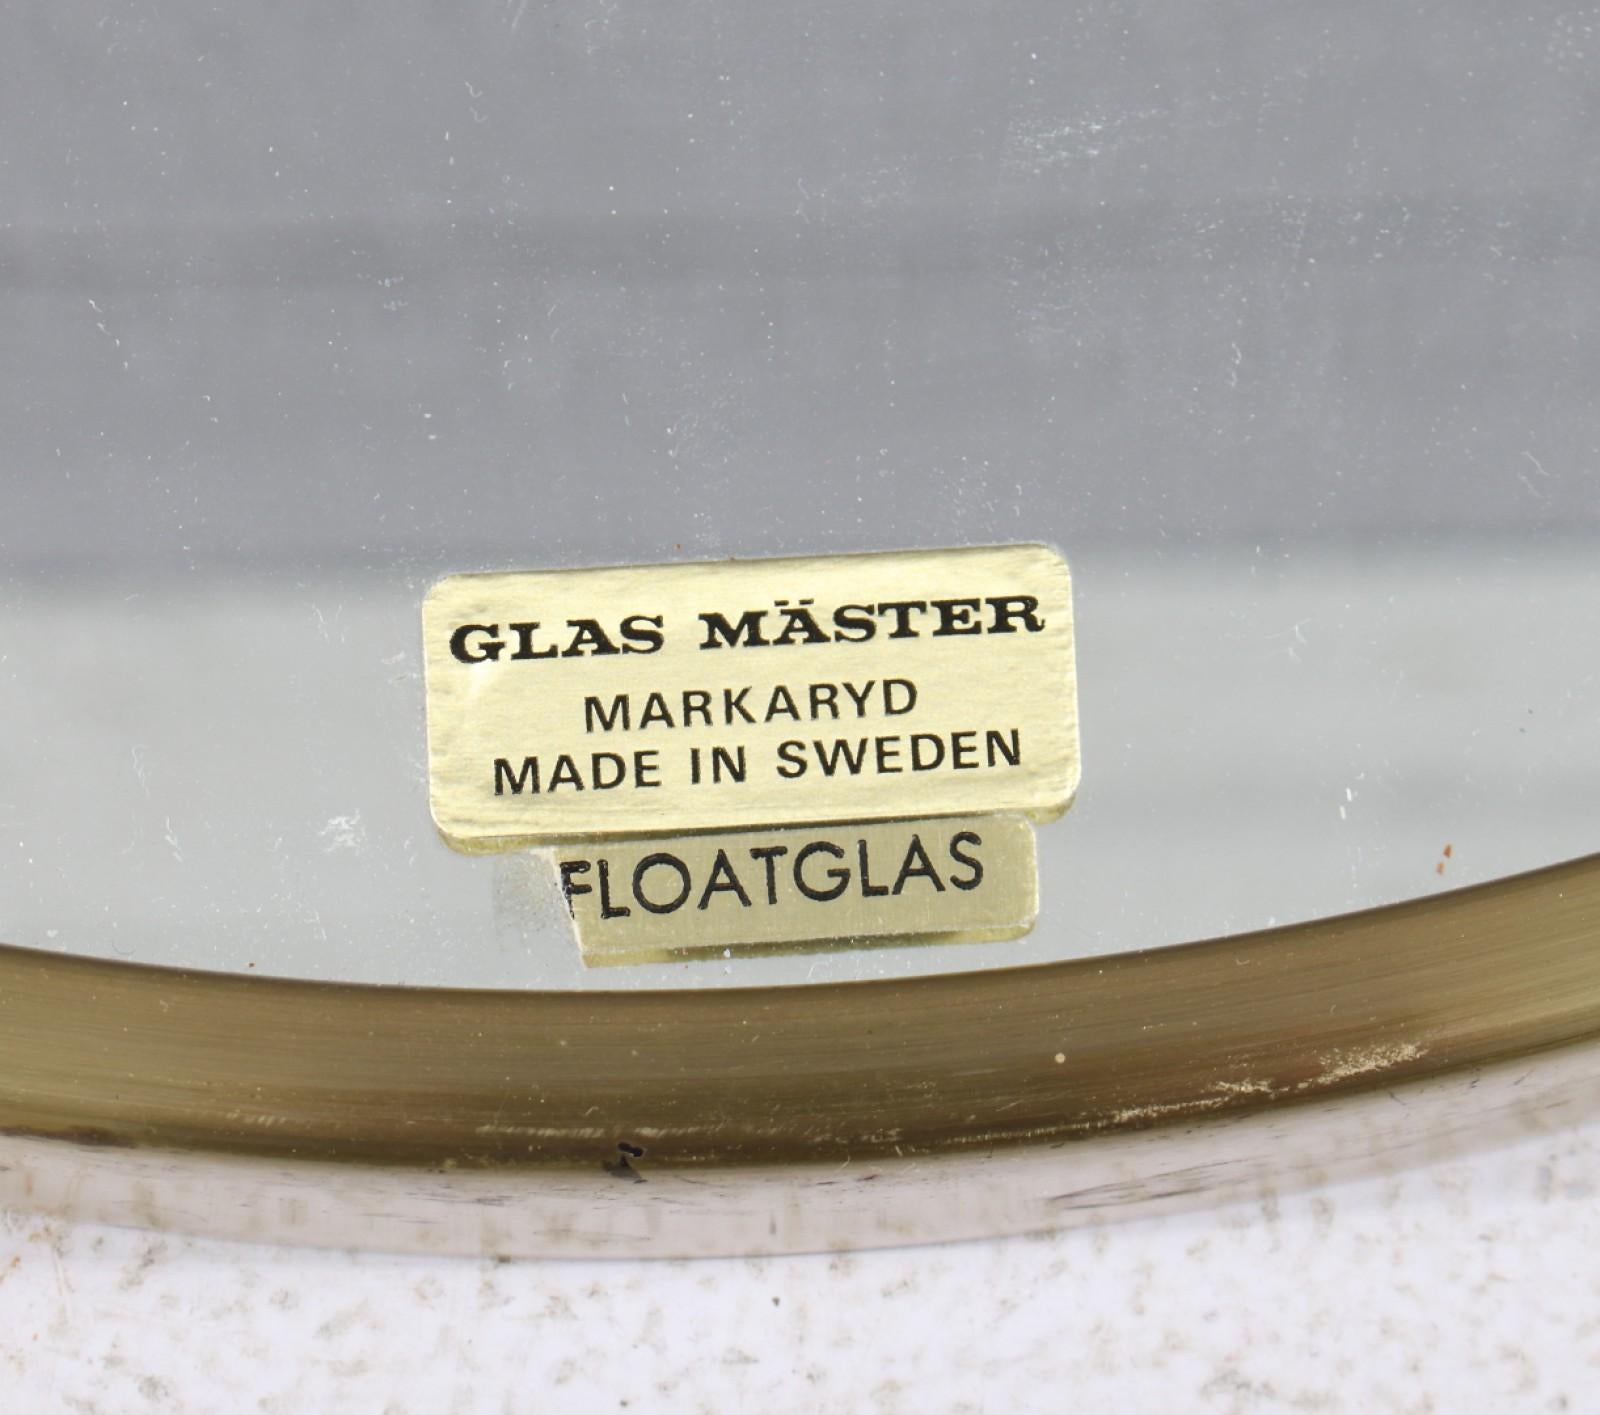 GLAS MÄSTER
MARKARYD
MADE IN SWEDEN
FLOATGLAS